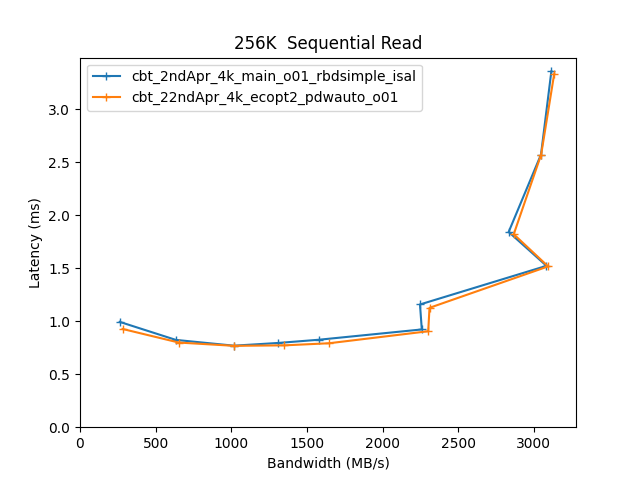 256K  Sequential Read
cbt_2ndApr_4k_main_o01_rbdsimple_isal
cbt_22ndApr_4k_ecopt2_pdwauto_o01
Latency (ms)
3.0
2.5
2.0
1.5
1.0
0.5
0.0
0 500 1000 1500 2000 2500 3000
Bandwidth (MB/s)